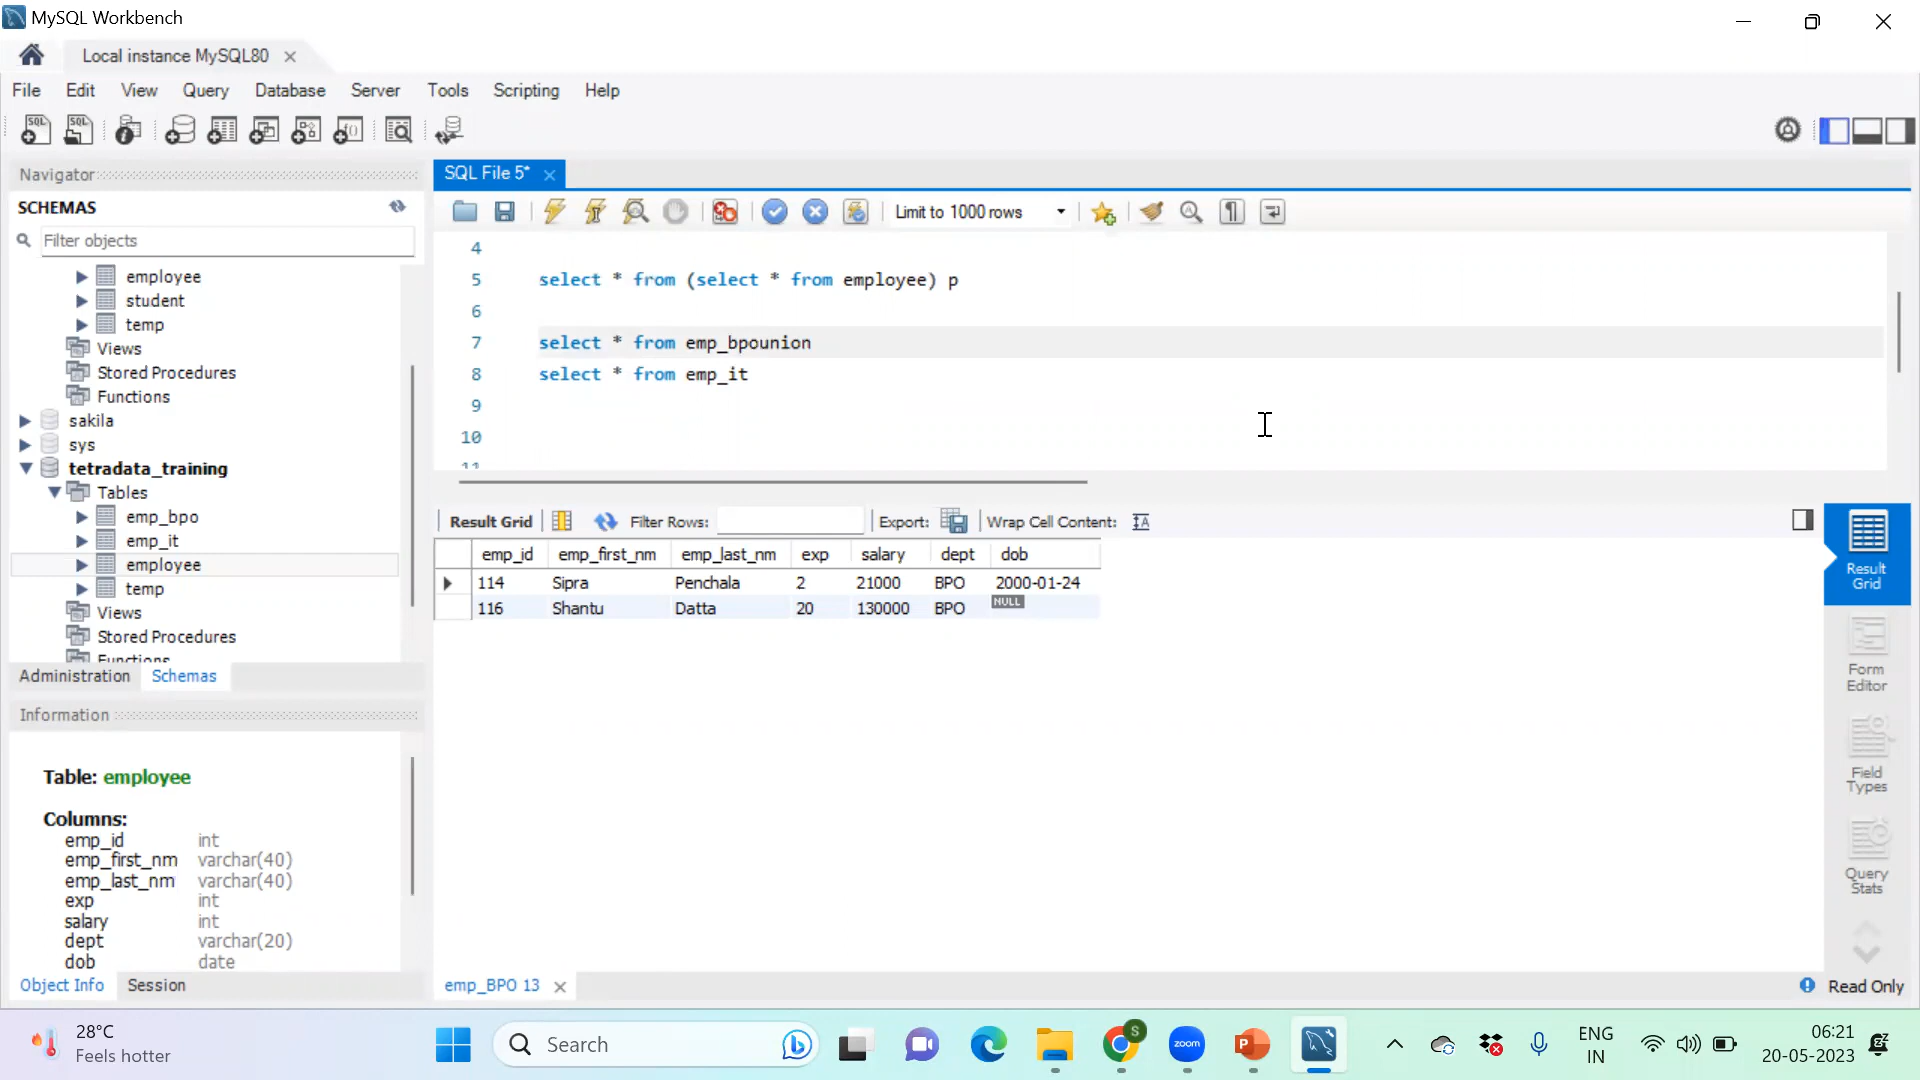 MySQL Workbench
Local instance MySQL80
File Edit View Query Database Server Tools Scripting Help
Navigator
SCHEMAS
Filter objects
employee
student
temp
Views
Stored Procedures
Functions
sakila
sys
tetradata_training
Tables
emp_bpo
emp_it
employee
temp
Views
Stored Procedures
Functions
Administration Schemas
Information
Table: employee
Columns:
emp_id int
emp_first_nm varchar(40)
emp_last_nm varchar(40)
exp int
salary int
dept varchar(20)
dob date
Object Info Session
SQL File 5*
Limit to 1000 rows
4
5 select * from (select * from employee) p
6
7 select * from emp_bpounion
8 select * from emp_it
9
10
11
Result Grid Filter Rows: Export: Wrap Cell Content:
emp_id emp_first_nm emp_last_nm exp salary dept dob
114 Sipra Penchala 2 21000 BPO 2000-01-24
116 Shantu Datta 20 130000 BPO NULL
Result
Grid
Form
Editor
Field
Types
Query
Stats
emp_BPO 13
Read Only
28°C
Feels hotter
Search
S
zoom
P
ENG
IN
06:21
20-05-2023